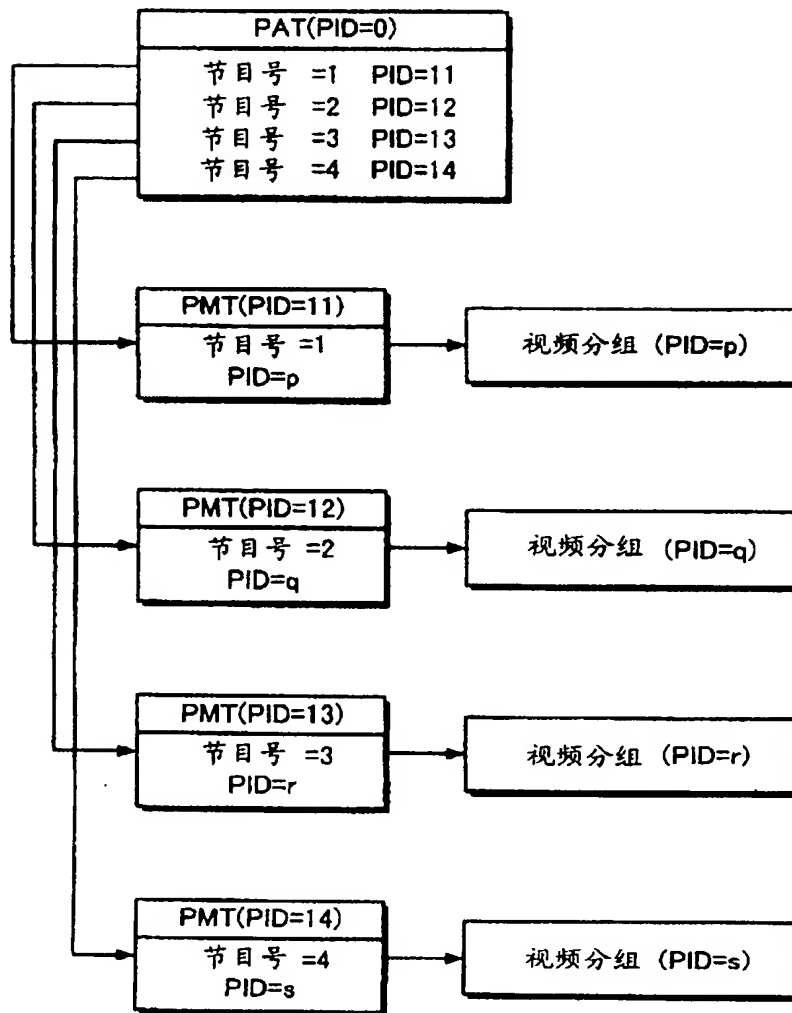 PAT(PID=0)
节目号 =1 PID=11
节目号 =2 PID=12
节目号 =3 PID=13
节目号 =4 PID=14
PMT(PID=11)
节目号 =1
PID=p
视频分组 (PID=p)
PMT(PID=12)
节目号 =2
PID=q
视频分组 (PID=q)
PMT(PID=13)
节目号 =3
PID=r
视频分组 (PID=r)
PMT(PID=14)
节目号 =4
PID=s
视频分组 (PID=s)